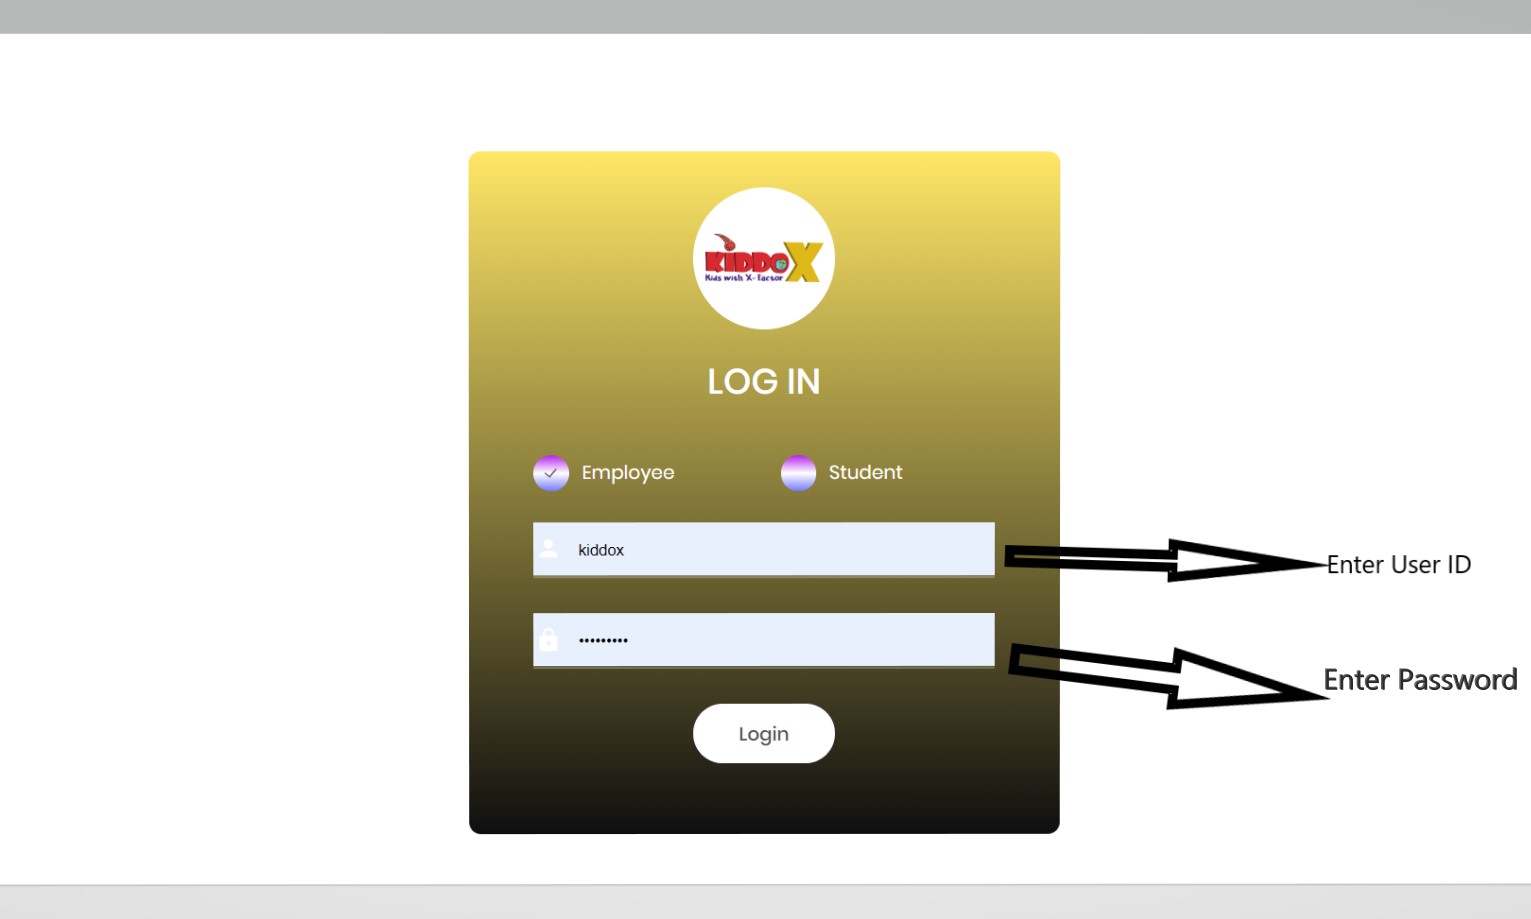 KIDDOX
Kids with X-factor
LOG IN
Employee
Student
kiddox
Enter User ID
•••••••••
Enter Password
Login